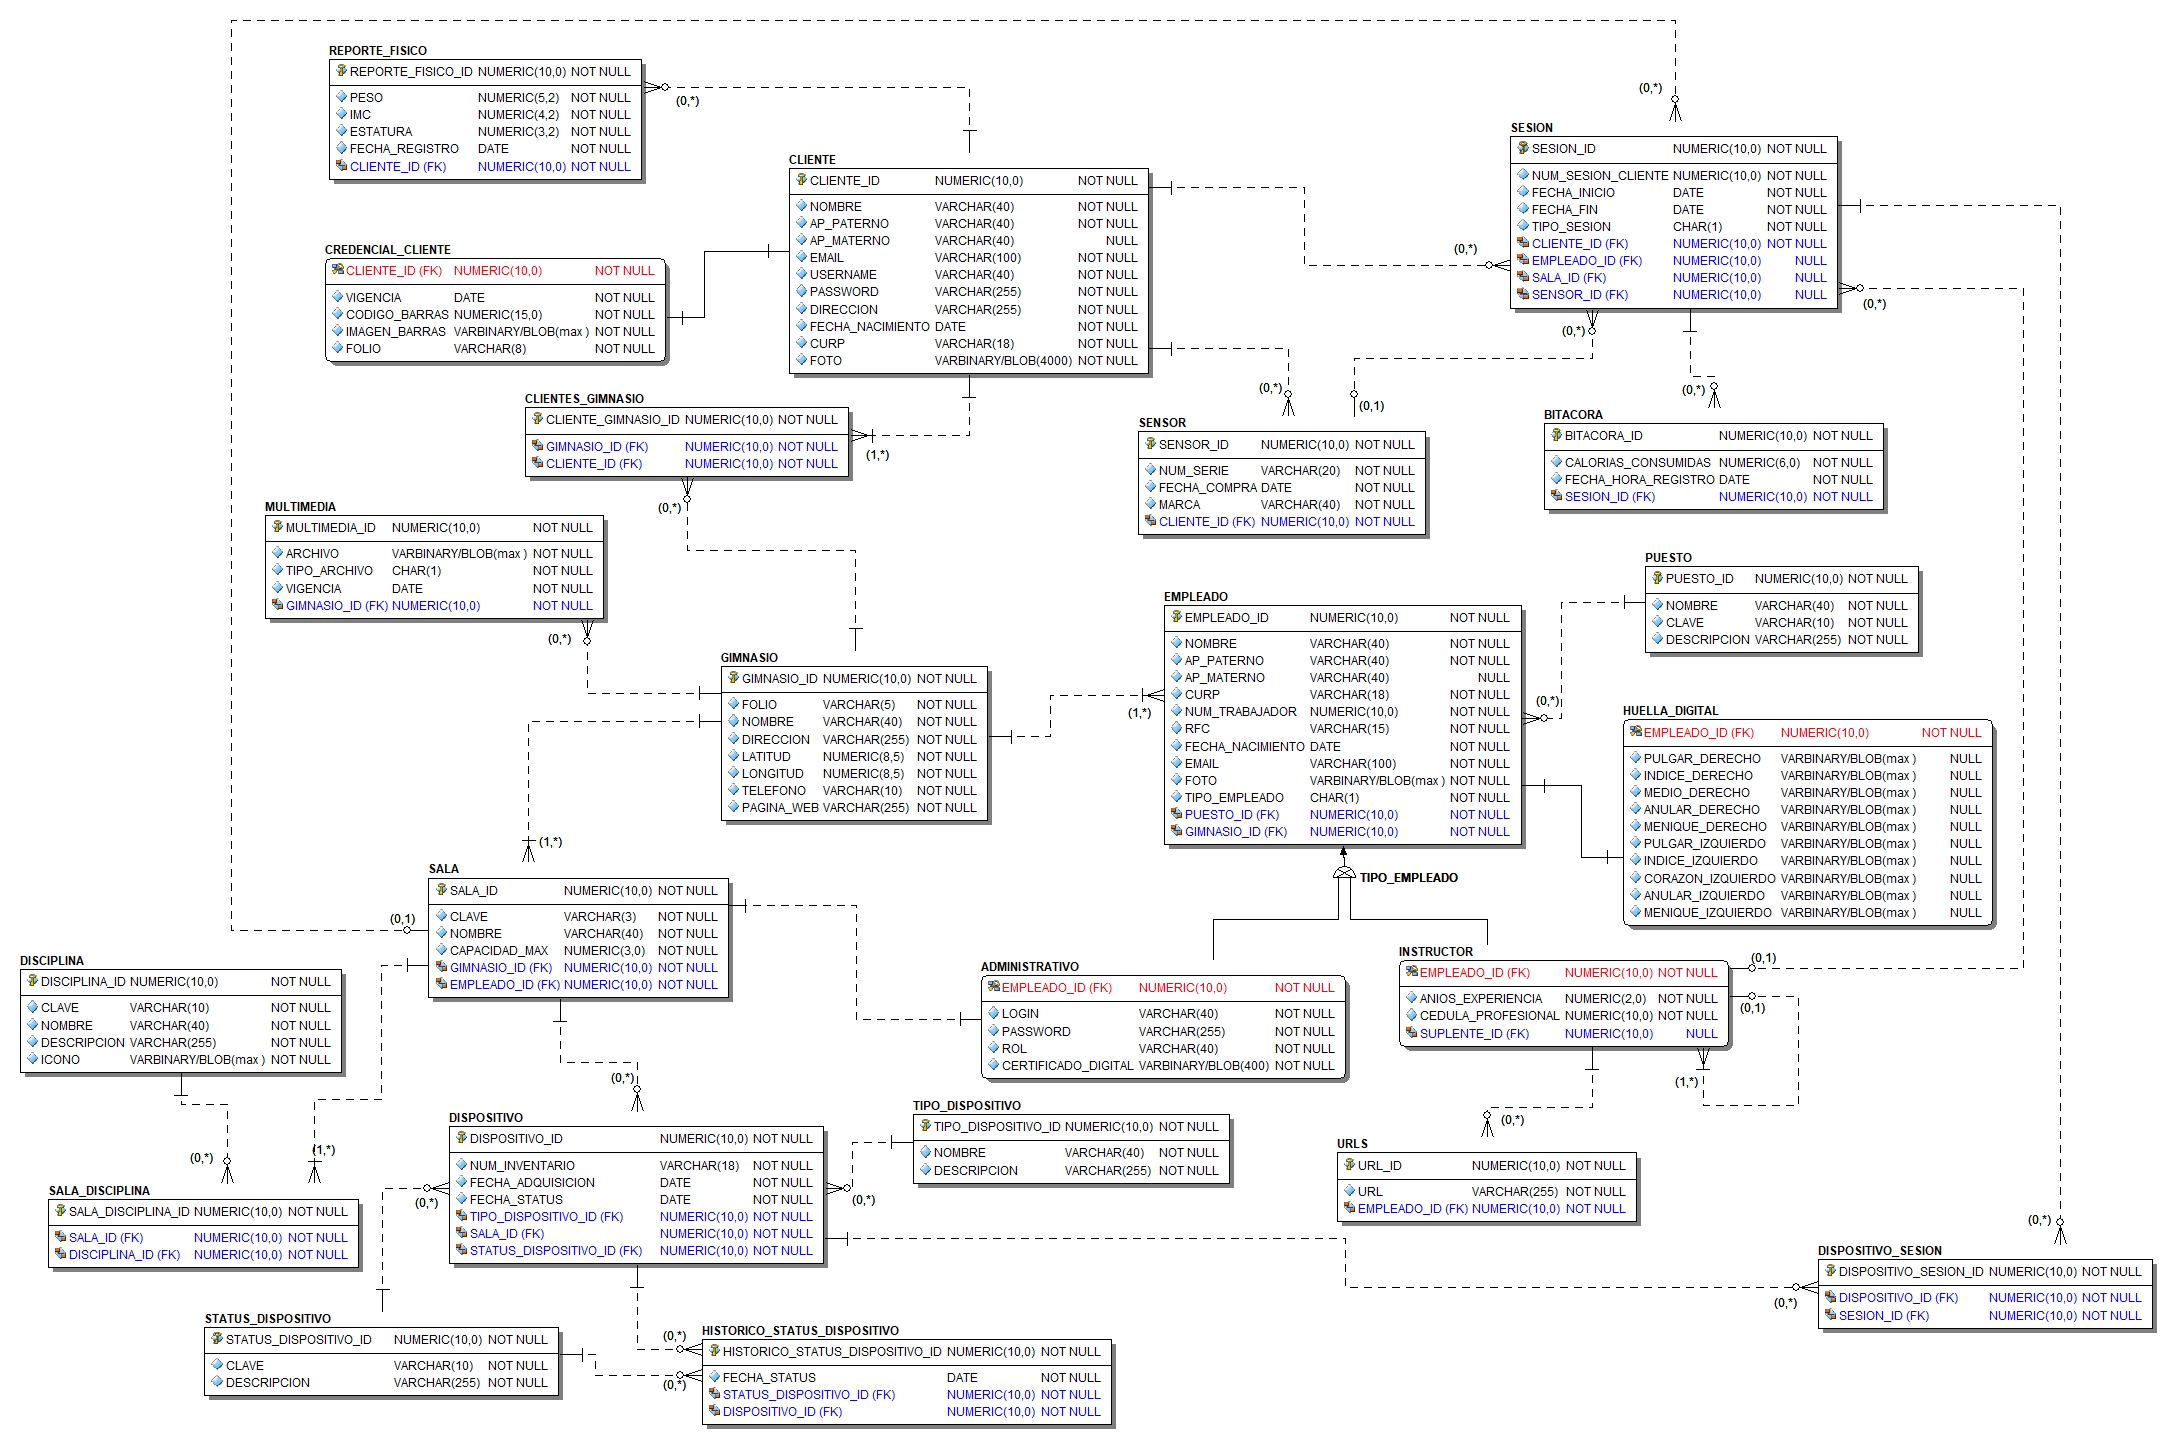 REPORTE_FISICO
REPORTE_FISICO_ID NUMERIC(10,0) NOT NULL
PESO NUMERIC(5,2) NOT NULL
IMC NUMERIC(4,2) NOT NULL
ESTATURA NUMERIC(3,2) NOT NULL
FECHA_REGISTRO DATE NOT NULL
CLIENTE_ID (FK) NUMERIC(10,0) NOT NULL
(0,*)
(0,*)
SESION
SESION_ID NUMERIC(10,0) NOT NULL
NUM_SESION_CLIENTE NUMERIC(10,0) NOT NULL
FECHA_INICIO DATE NOT NULL
FECHA_FIN DATE NOT NULL
TIPO_SESION CHAR(1) NOT NULL
CLIENTE_ID (FK) NUMERIC(10,0) NOT NULL
EMPLEADO_ID (FK) NUMERIC(10,0) NULL
SALA_ID (FK) NUMERIC(10,0) NULL
SENSOR_ID (FK) NUMERIC(10,0) NULL
(0,*)
(0,*)
(0,*)
(0,*)
CLIENTE
CLIENTE_ID NUMERIC(10,0) NOT NULL
NOMBRE VARCHAR(40) NOT NULL
AP_PATERNO VARCHAR(40) NOT NULL
AP_MATERNO VARCHAR(40) NULL
EMAIL VARCHAR(100) NOT NULL
USERNAME VARCHAR(40) NOT NULL
PASSWORD VARCHAR(255) NOT NULL
DIRECCION VARCHAR(255) NOT NULL
FECHA_NACIMIENTO DATE NOT NULL
CURP VARCHAR(18) NOT NULL
FOTO VARBINARY/BLOB(4000) NOT NULL
CREDENCIAL_CLIENTE
CLIENTE_ID (FK) NUMERIC(10,0) NOT NULL
VIGENCIA DATE NOT NULL
CODIGO_BARRAS NUMERIC(15,0) NOT NULL
IMAGEN_BARRAS VARBINARY/BLOB(max ) NOT NULL
FOLIO VARCHAR(8) NOT NULL
CLIENTES_GIMNASIO
CLIENTE_GIMNASIO_ID NUMERIC(10,0) NOT NULL
GIMNASIO_ID (FK) NUMERIC(10,0) NOT NULL
CLIENTE_ID (FK) NUMERIC(10,0) NOT NULL
(1,*)
(0,*)
(0,*)
(0,1)
SENSOR
SENSOR_ID NUMERIC(10,0) NOT NULL
NUM_SERIE VARCHAR(20) NOT NULL
FECHA_COMPRA DATE NOT NULL
MARCA VARCHAR(40) NOT NULL
CLIENTE_ID (FK) NUMERIC(10,0) NOT NULL
BITACORA
BITACORA_ID NUMERIC(10,0) NOT NULL
CALORIAS_CONSUMIDAS NUMERIC(6,0) NOT NULL
FECHA_HORA_REGISTRO DATE NOT NULL
SESION_ID (FK) NUMERIC(10,0) NOT NULL
MULTIMEDIA
MULTIMEDIA_ID NUMERIC(10,0) NOT NULL
ARCHIVO VARBINARY/BLOB(max ) NOT NULL
TIPO_ARCHIVO CHAR(1) NOT NULL
VIGENCIA DATE NOT NULL
GIMNASIO_ID (FK) NUMERIC(10,0) NOT NULL
(0,*)
PUESTO
PUESTO_ID NUMERIC(10,0) NOT NULL
NOMBRE VARCHAR(40) NOT NULL
CLAVE VARCHAR(10) NOT NULL
DESCRIPCION VARCHAR(255) NOT NULL
EMPLEADO
EMPLEADO_ID NUMERIC(10,0) NOT NULL
NOMBRE VARCHAR(40) NOT NULL
AP_PATERNO VARCHAR(40) NOT NULL
AP_MATERNO VARCHAR(40) NULL
CURP VARCHAR(18) NOT NULL
NUM_TRABAJADOR NUMERIC(10,0) NOT NULL
RFC VARCHAR(15) NOT NULL
FECHA_NACIMIENTO DATE NOT NULL
EMAIL VARCHAR(100) NOT NULL
FOTO VARBINARY/BLOB(max ) NOT NULL
TIPO_EMPLEADO CHAR(1) NOT NULL
PUESTO_ID (FK) NUMERIC(10,0) NOT NULL
GIMNASIO_ID (FK) NUMERIC(10,0) NOT NULL
(1,*)
(0,*)
GIMNASIO
GIMNASIO_ID NUMERIC(10,0) NOT NULL
FOLIO VARCHAR(5) NOT NULL
NOMBRE VARCHAR(40) NOT NULL
DIRECCION VARCHAR(255) NOT NULL
LATITUD NUMERIC(8,5) NOT NULL
LONGITUD NUMERIC(8,5) NOT NULL
TELEFONO VARCHAR(10) NOT NULL
PAGINA_WEB VARCHAR(255) NOT NULL
HUELLA_DIGITAL
EMPLEADO_ID (FK) NUMERIC(10,0) NOT NULL
PULGAR_DERECHO VARBINARY/BLOB(max ) NULL
INDICE_DERECHO VARBINARY/BLOB(max ) NULL
MEDIO_DERECHO VARBINARY/BLOB(max ) NULL
ANULAR_DERECHO VARBINARY/BLOB(max ) NULL
MENIQUE_DERECHO VARBINARY/BLOB(max ) NULL
PULGAR_IZQUIERDO VARBINARY/BLOB(max ) NULL
INDICE_IZQUIERDO VARBINARY/BLOB(max ) NULL
CORAZON_IZQUIERDO VARBINARY/BLOB(max ) NULL
ANULAR_IZQUIERDO VARBINARY/BLOB(max ) NULL
MENIQUE_IZQUIERDO VARBINARY/BLOB(max ) NULL
(1,*)
TIPO_EMPLEADO
SALA
SALA_ID NUMERIC(10,0) NOT NULL
CLAVE VARCHAR(3) NOT NULL
NOMBRE VARCHAR(40) NOT NULL
CAPACIDAD_MAX NUMERIC(3,0) NOT NULL
GIMNASIO_ID (FK) NUMERIC(10,0) NOT NULL
EMPLEADO_ID (FK) NUMERIC(10,0) NOT NULL
(0,1)
DISCIPLINA
DISCIPLINA_ID NUMERIC(10,0) NOT NULL
CLAVE VARCHAR(10) NOT NULL
NOMBRE VARCHAR(40) NOT NULL
DESCRIPCION VARCHAR(255) NOT NULL
ICONO VARBINARY/BLOB(max ) NOT NULL
ADMINISTRATIVO
EMPLEADO_ID (FK) NUMERIC(10,0) NOT NULL
LOGIN VARCHAR(40) NOT NULL
PASSWORD VARCHAR(255) NOT NULL
ROL VARCHAR(40) NOT NULL
CERTIFICADO_DIGITAL VARBINARY/BLOB(400) NOT NULL
INSTRUCTOR
EMPLEADO_ID (FK) NUMERIC(10,0) NOT NULL
ANIOS_EXPERIENCIA NUMERIC(2,0) NOT NULL
CEDULA_PROFESIONAL NUMERIC(10,0) NOT NULL
SUPLENTE_ID (FK) NUMERIC(10,0) NULL
(0,1)
(0,1)
(1,*)
(0,*)
(0,*)
DISPOSITIVO
DISPOSITIVO_ID NUMERIC(10,0) NOT NULL
NUM_INVENTARIO VARCHAR(18) NOT NULL
FECHA_ADQUISICION DATE NOT NULL
FECHA_STATUS DATE NOT NULL
TIPO_DISPOSITIVO_ID (FK) NUMERIC(10,0) NOT NULL
SALA_ID (FK) NUMERIC(10,0) NOT NULL
STATUS_DISPOSITIVO_ID (FK) NUMERIC(10,0) NOT NULL
TIPO_DISPOSITIVO
TIPO_DISPOSITIVO_ID NUMERIC(10,0) NOT NULL
NOMBRE VARCHAR(40) NOT NULL
DESCRIPCION VARCHAR(255) NOT NULL
(0,*)
(0,*)
URLS
URL_ID NUMERIC(10,0) NOT NULL
URL VARCHAR(255) NOT NULL
EMPLEADO_ID (FK) NUMERIC(10,0) NOT NULL
(0,*)
(1,*)
SALA_DISCIPLINA
SALA_DISCIPLINA_ID NUMERIC(10,0) NOT NULL
SALA_ID (FK) NUMERIC(10,0) NOT NULL
DISCIPLINA_ID (FK) NUMERIC(10,0) NOT NULL
(0,*)
DISPOSITIVO_SESION
DISPOSITIVO_SESION_ID NUMERIC(10,0) NOT NULL
DISPOSITIVO_ID (FK) NUMERIC(10,0) NOT NULL
SESION_ID (FK) NUMERIC(10,0) NOT NULL
(0,*)
STATUS_DISPOSITIVO
STATUS_DISPOSITIVO_ID NUMERIC(10,0) NOT NULL
CLAVE VARCHAR(10) NOT NULL
DESCRIPCION VARCHAR(255) NOT NULL
(0,*)
(0,*)
HISTORICO_STATUS_DISPOSITIVO
HISTORICO_STATUS_DISPOSITIVO_ID NUMERIC(10,0) NOT NULL
FECHA_STATUS DATE NOT NULL
STATUS_DISPOSITIVO_ID (FK) NUMERIC(10,0) NOT NULL
DISPOSITIVO_ID (FK) NUMERIC(10,0) NOT NULL